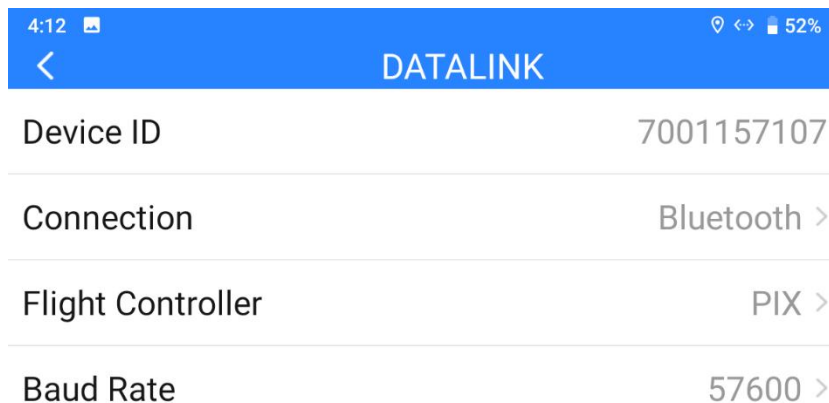 4:12 52%
DATALINK
Device ID 7001157107
Connection Bluetooth
Flight Controller PIX
Baud Rate 57600